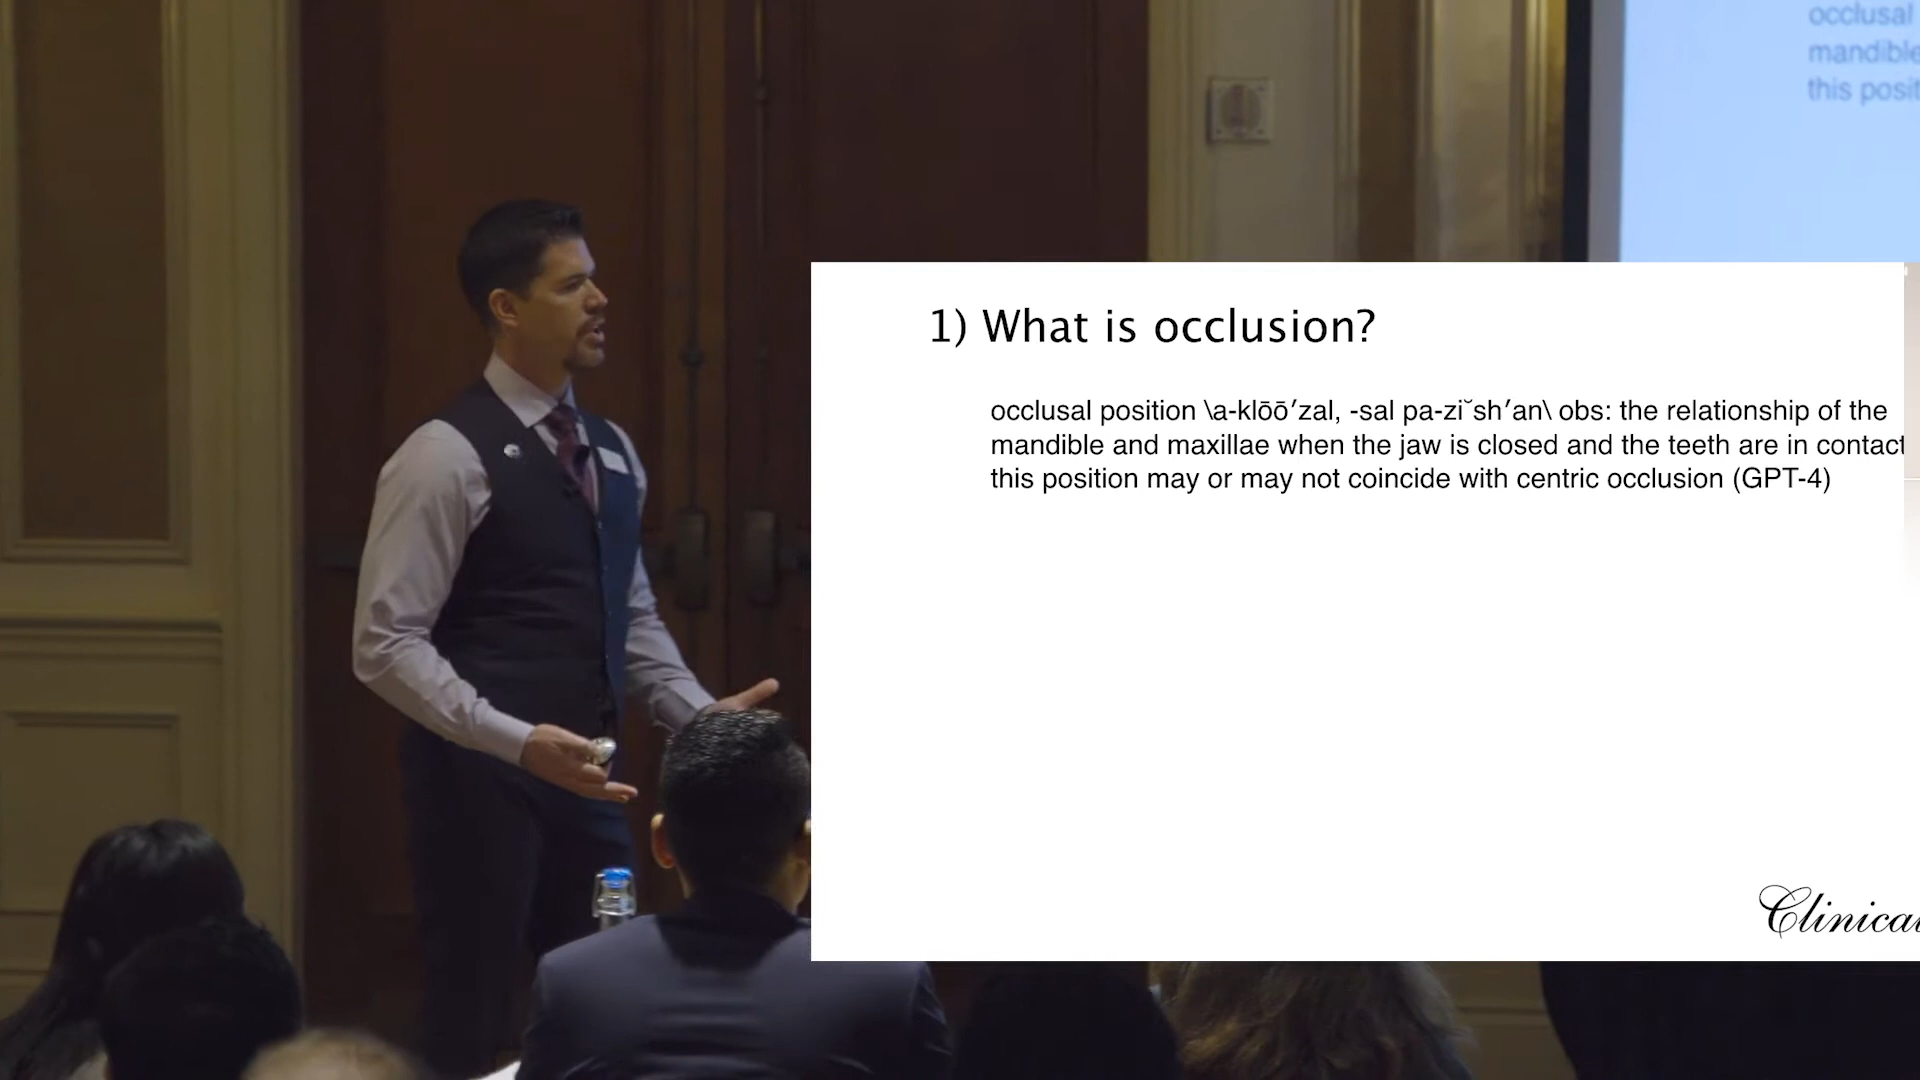 occlusal
mandible
this posit
1) What is occlusion?
occlusal position \a-klōō′zal, -sal pa-zi˘sh′an\ obs: the relationship of the
mandible and maxillae when the jaw is closed and the teeth are in contact
this position may or may not coincide with centric occlusion (GPT-4)
Clinical